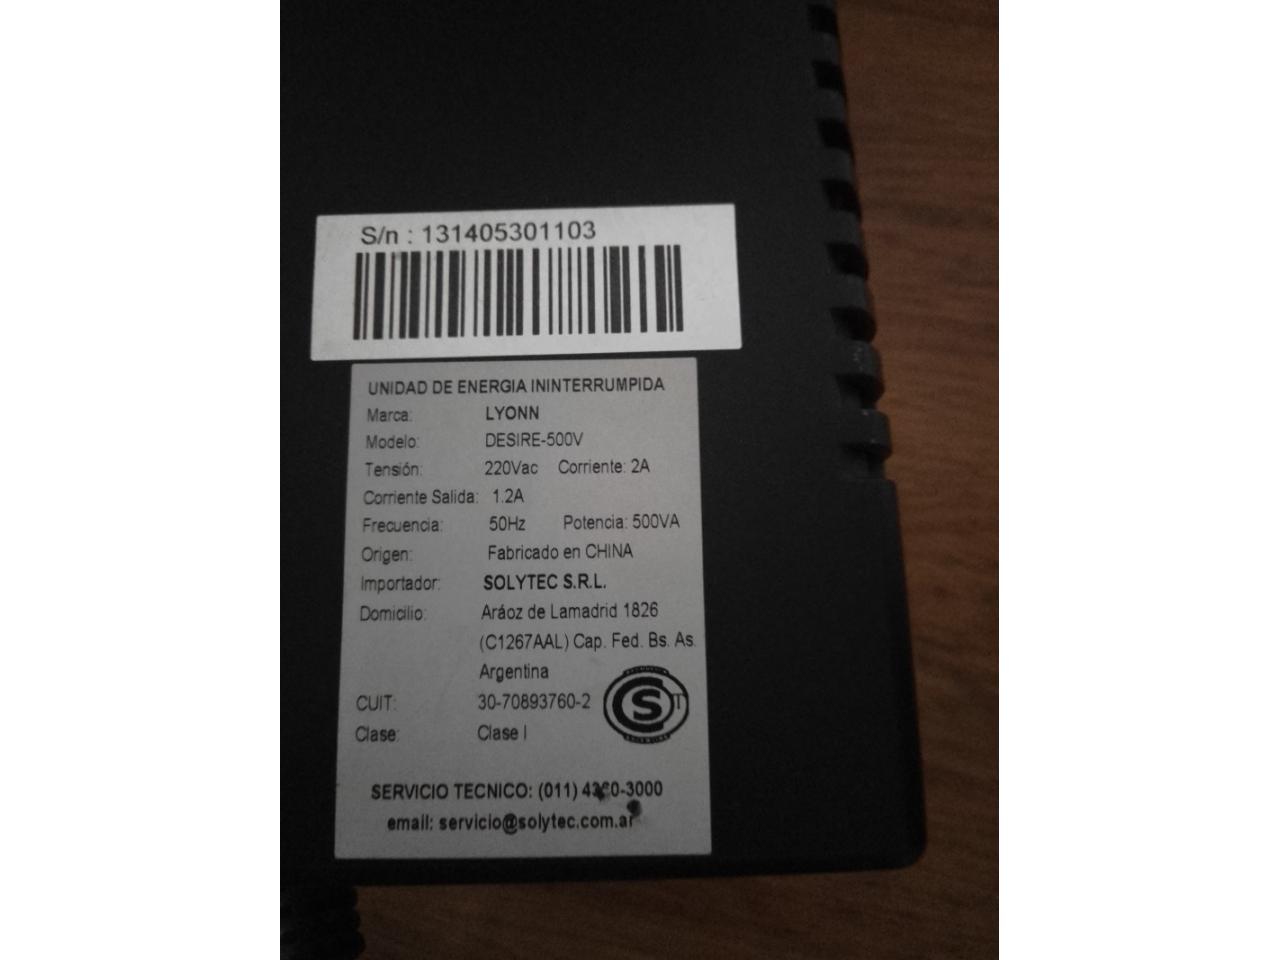 S/n : 131405301103
UNIDAD DE ENERGIA ININTERRUMPIDA
Marca: LYONN
Modelo: DESIRE-500V
Tensión: 220Vac Corriente: 2A
Corriente Salida: 1.2A
Frecuencia: 50Hz Potencia: 500VA
Origen: Fabricado en CHINA
Importador: SOLYTEC S.R.L.
Domicilio: Aráoz de Lamadrid 1826
(C1267AAL) Cap. Fed. Bs. As.
Argentina
CUIT: 30-70893760-2
Clase: Clase I
SERVICIO TECNICO: (011)
email: servicio@solytec.com.ar